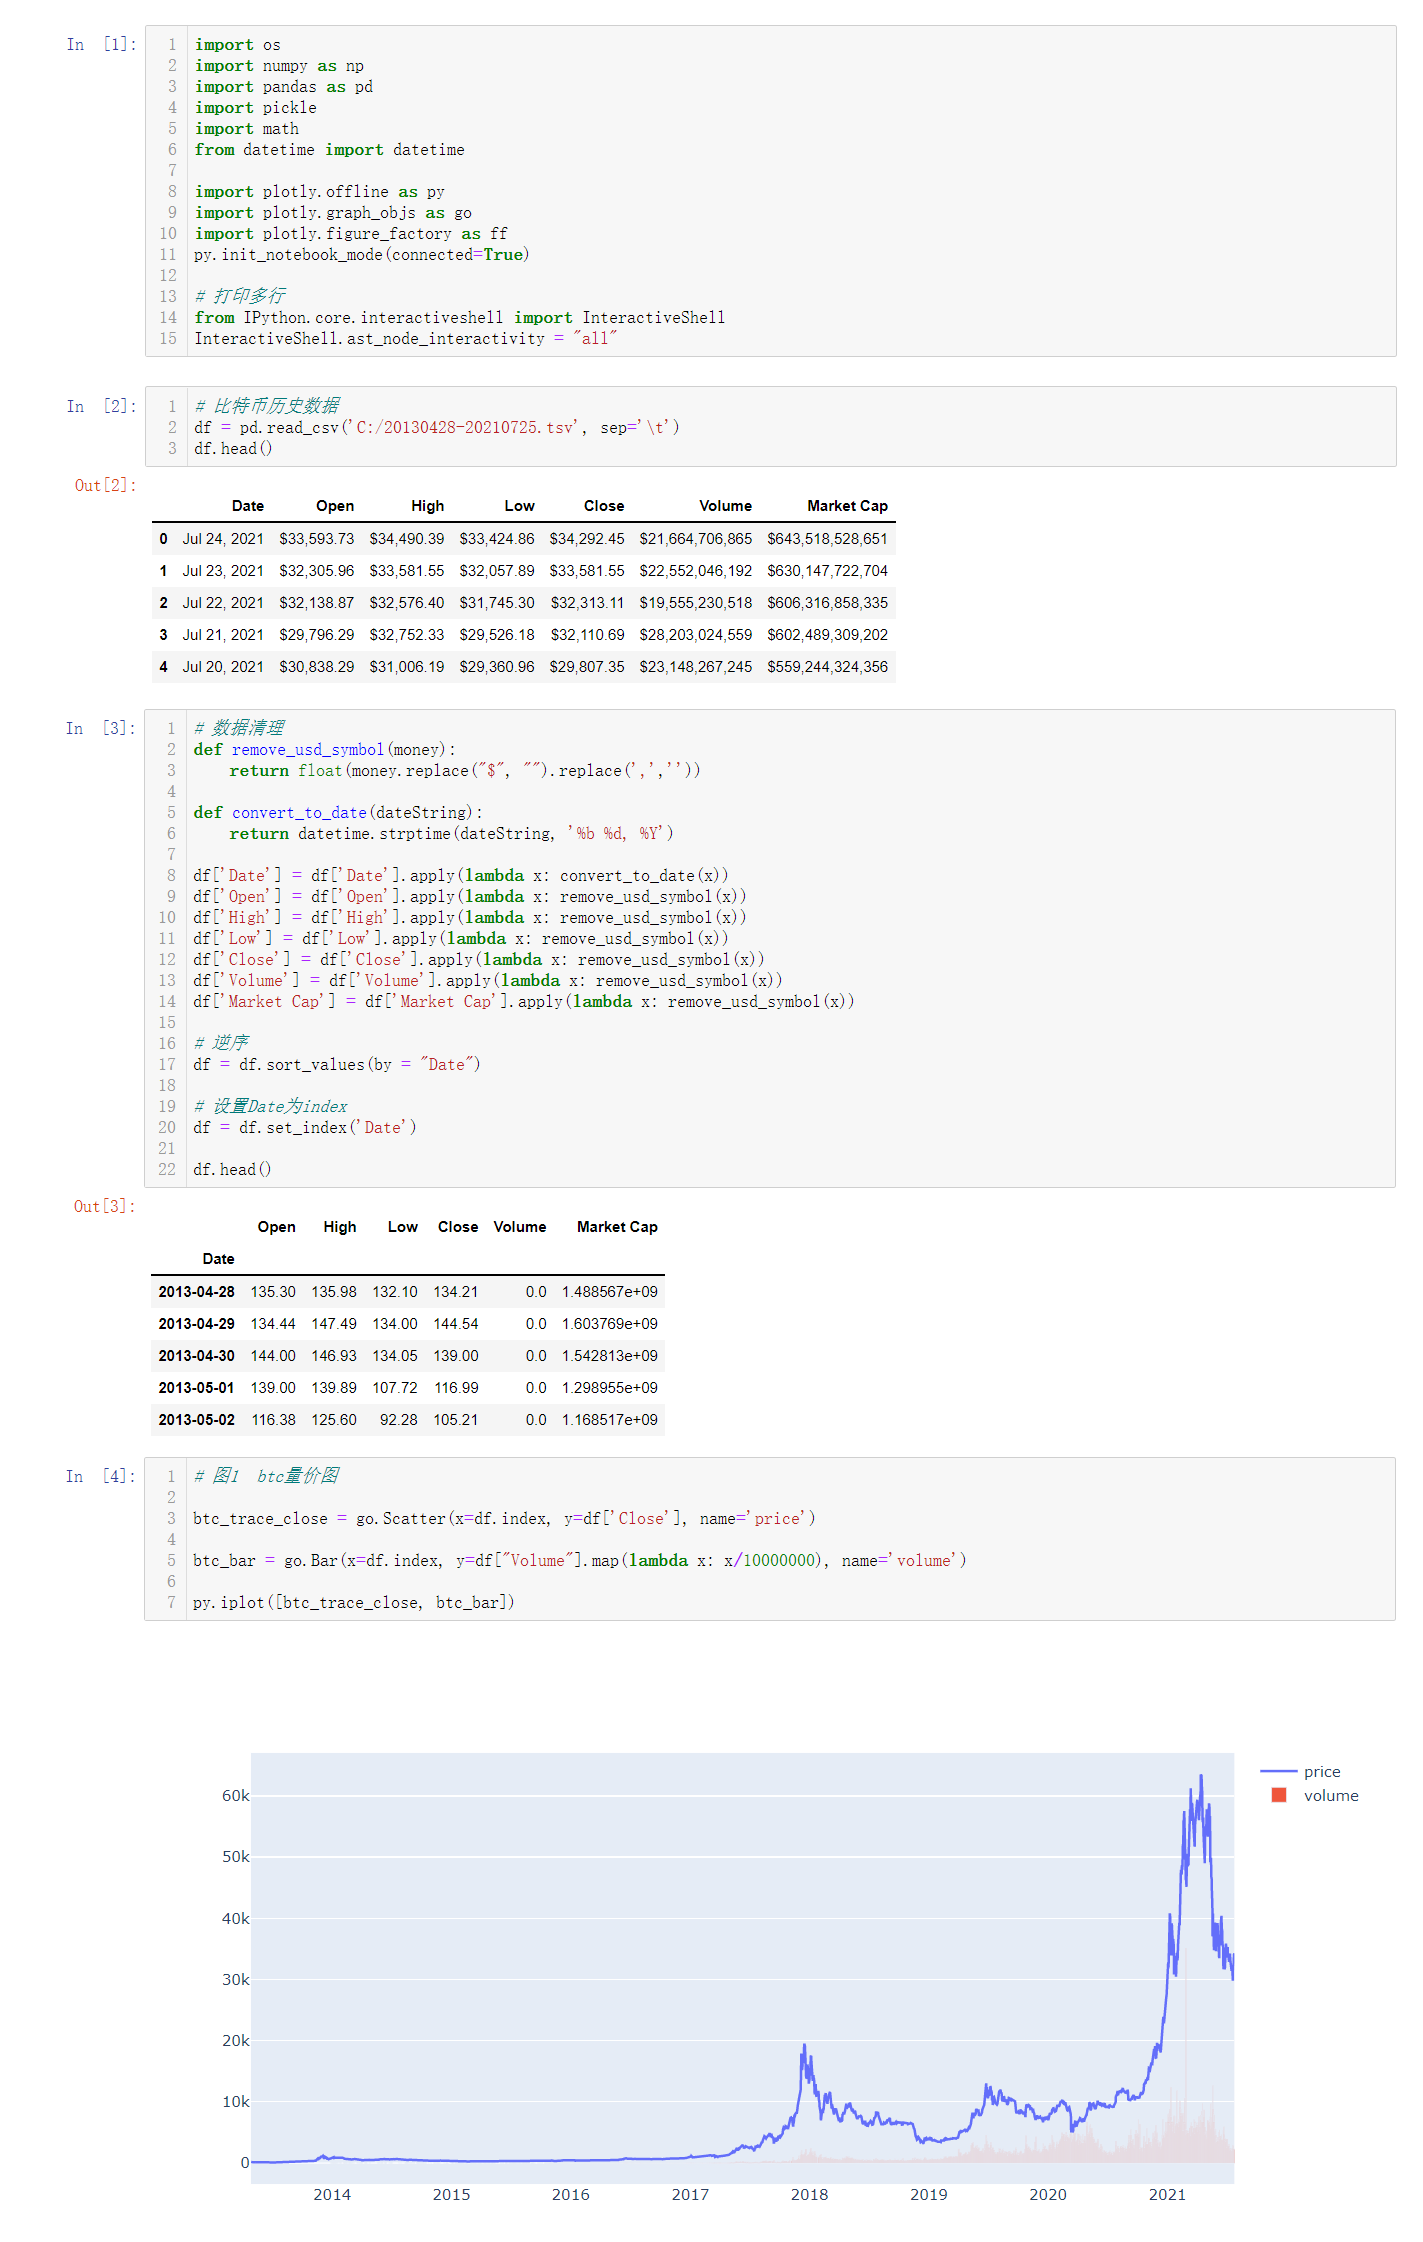 In [1]:
1 import os
2 import numpy as np
3 import pandas as pd
4 import pickle
5 import math
6 from datetime import datetime
7
8 import plotly.offline as py
9 import plotly.graph_objs as go
10 import plotly.figure_factory as ff
11 py.init_notebook_mode(connected=True)
12
13 # 打印多行
14 from IPython.core.interactiveshell import InteractiveShell
15 InteractiveShell.ast_node_interactivity = "all"
In [2]:
1 # 比特币历史数据
2 df = pd.read_csv('C:/20130428-20210725.tsv', sep='\t')
3 df.head()
Out[2]:
Date Open High Low Close Volume Market Cap
0 Jul 24, 2021 $33,593.73 $34,490.39 $33,424.86 $34,292.45 $21,664,706,865 $643,518,528,651
1 Jul 23, 2021 $32,305.96 $33,581.55 $32,057.89 $33,581.55 $22,552,046,192 $630,147,722,704
2 Jul 22, 2021 $32,138.87 $32,576.40 $31,745.30 $32,313.11 $19,555,230,518 $606,316,858,335
3 Jul 21, 2021 $29,796.29 $32,752.33 $29,526.18 $32,110.69 $28,203,024,559 $602,489,309,202
4 Jul 20, 2021 $30,838.29 $31,006.19 $29,360.96 $29,807.35 $23,148,267,245 $559,244,324,356
In [3]:
1 # 数据清理
2 def remove_usd_symbol(money):
3     return float(money.replace("$", "").replace(',',''))
4
5 def convert_to_date(dateString):
6     return datetime.strptime(dateString, '%b %d, %Y')
7
8 df['Date'] = df['Date'].apply(lambda x: convert_to_date(x))
9 df['Open'] = df['Open'].apply(lambda x: remove_usd_symbol(x))
10 df['High'] = df['High'].apply(lambda x: remove_usd_symbol(x))
11 df['Low'] = df['Low'].apply(lambda x: remove_usd_symbol(x))
12 df['Close'] = df['Close'].apply(lambda x: remove_usd_symbol(x))
13 df['Volume'] = df['Volume'].apply(lambda x: remove_usd_symbol(x))
14 df['Market Cap'] = df['Market Cap'].apply(lambda x: remove_usd_symbol(x))
15
16 # 逆序
17 df = df.sort_values(by = "Date")
18
19 # 设置Date为index
20 df = df.set_index('Date')
21
22 df.head()
Out[3]:
Open High Low Close Volume Market Cap
Date
2013-04-28 135.30 135.98 132.10 134.21 0.0 1.488567e+09
2013-04-29 134.44 147.49 134.00 144.54 0.0 1.603769e+09
2013-04-30 144.00 146.93 134.05 139.00 0.0 1.542813e+09
2013-05-01 139.00 139.89 107.72 116.99 0.0 1.298955e+09
2013-05-02 116.38 125.60 92.28 105.21 0.0 1.168517e+09
In [4]:
1 # 图1 btc量价图
2
3 btc_trace_close = go.Scatter(x=df.index, y=df['Close'], name='price')
4
5 btc_bar = go.Bar(x=df.index, y=df["Volume"].map(lambda x: x/10000000), name='volume')
6
7 py.iplot([btc_trace_close, btc_bar])
price
volume
60k
50k
40k
30k
20k
10k
0
2014 2015 2016 2017 2018 2019 2020 2021